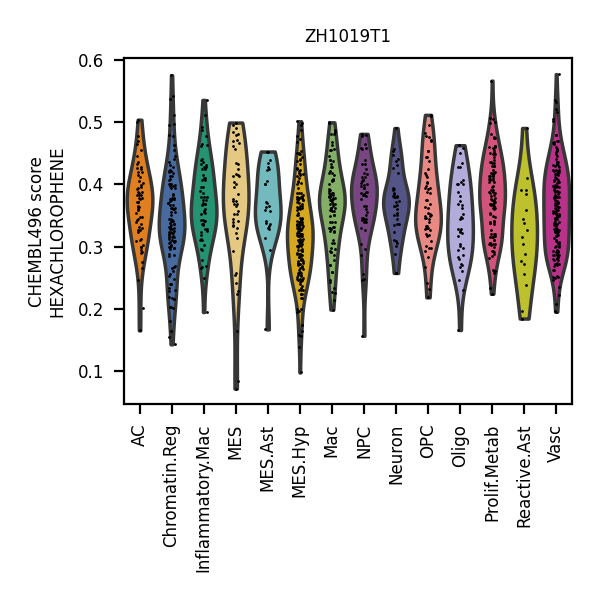 ZH1019T1
CHEMBL496 score
HEXACHLOROPHENE
0.6
0.5
0.4
0.3
0.2
0.1
AC
Chromatin.Reg
Inflammatory.Mac
MES
MES.Ast
MES.Hyp
Mac
NPC
Neuron
OPC
Oligo
Prolif.Metab
Reactive.Ast
Vasc